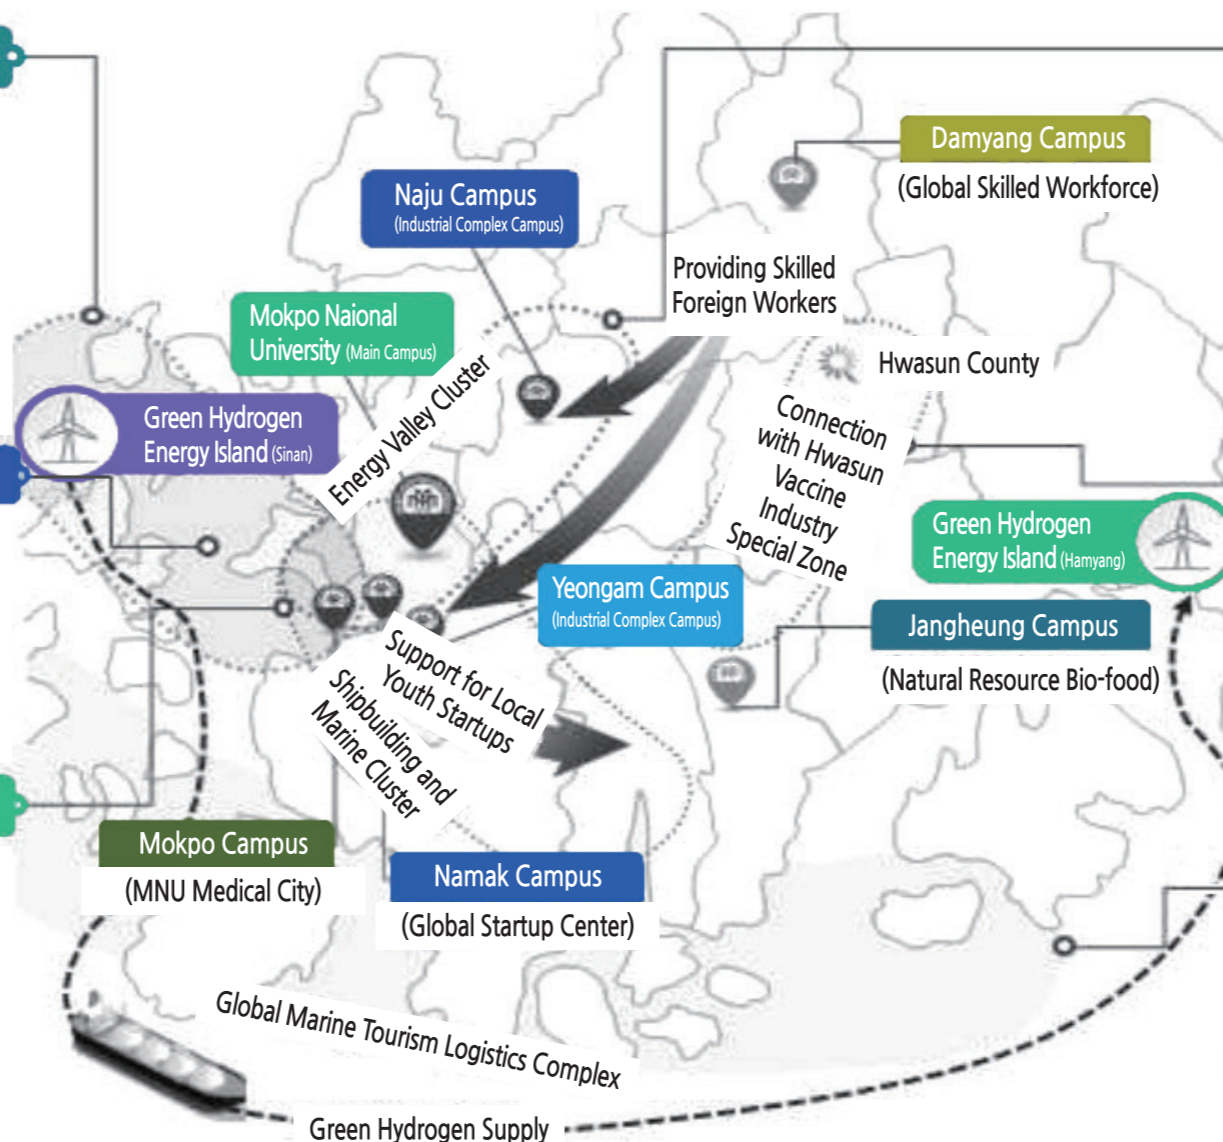 Damyang Campus
(Global Skilled Workforce)
Naju Campus
(Industrial Complex Campus)
Providing Skilled
Foreign Workers
Mokpo Naional
University (Main Campus)
Hwasun County
Energy Valley Cluster
Green Hydrogen
Energy Island (Sinan)
Connection
with Hwasun
Vaccine
Industry
Special Zone
Green Hydrogen
Energy Island (Hamyang)
Yeongam Campus
(Industrial Complex Campus)
Jangheung Campus
(Natural Resource Bio-food)
Support for Local
Youth Startups
Shipbuilding and
Marine Cluster
Mokpo Campus
(MNU Medical City)
Namak Campus
(Global Startup Center)
Global Marine Tourism Logistics Complex
Green Hydrogen Supply